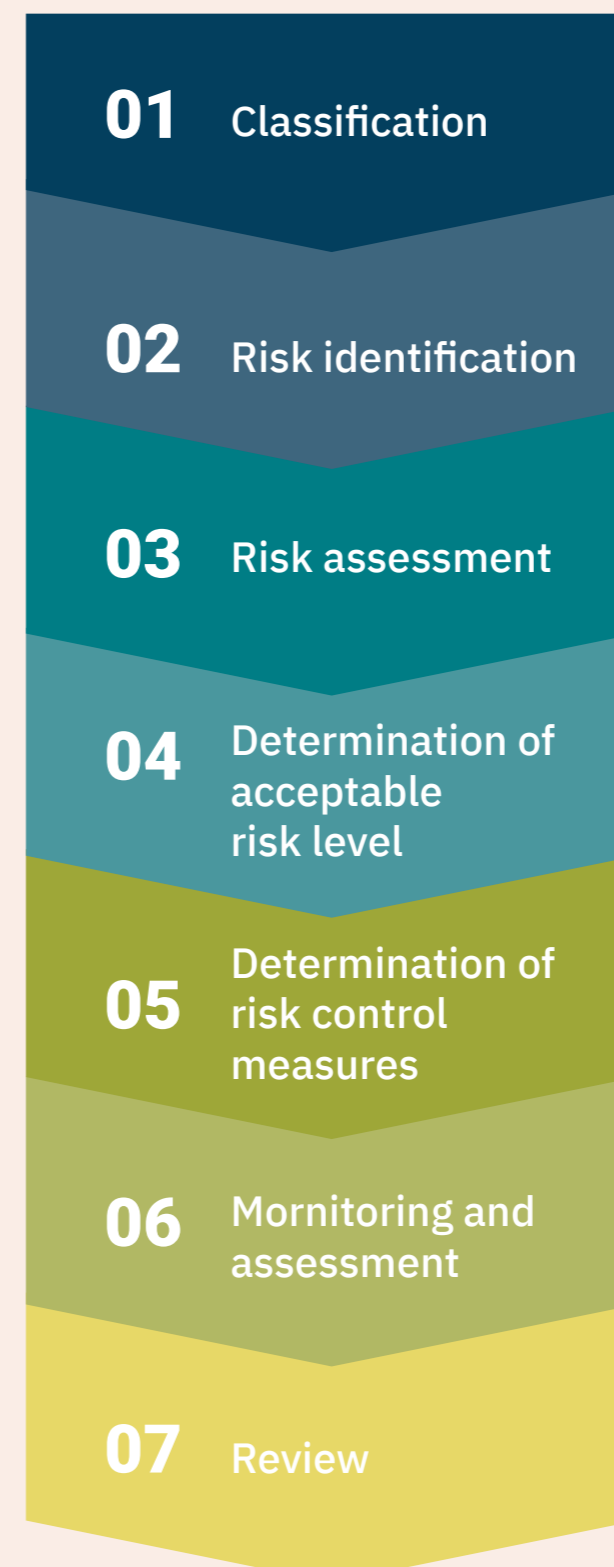 01 Classification
02 Risk identification
03 Risk assessment
04 Determination of
acceptable
risk level
05 Determination of
risk control
measures
06 Mornitoring and
assessment
07 Review